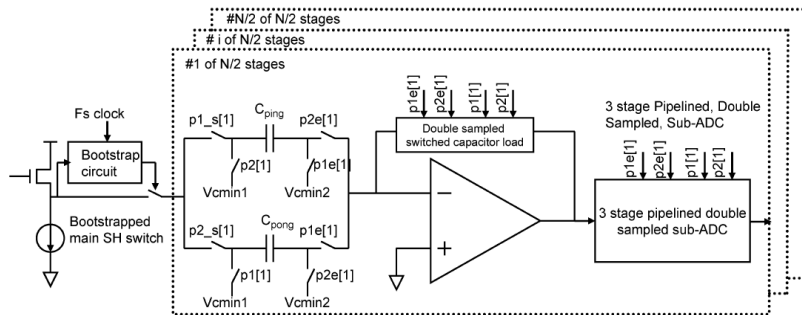 #N/2 of N/2 stages
# i of N/2 stages
#1 of N/2 stages
Fs clock
Bootstrap
circuit
Bootstrapped
main SH switch
p1_s[1]
Cping
p2e[1]
p2[1]
p1e[1]
Vcmin1
Vcmin2
p2_s[1]
Cpong
p1e[1]
p1[1]
p2e[1]
Vcmin1
Vcmin2
p1e[1]
p2e[1]
p1[1]
p2[1]
Double sampled
switched capacitor load
3 stage Pipelined, Double
Sampled, Sub-ADC
p1e[1]
p2e[1]
p1[1]
p2[1]
3 stage pipelined double
sampled sub-ADC